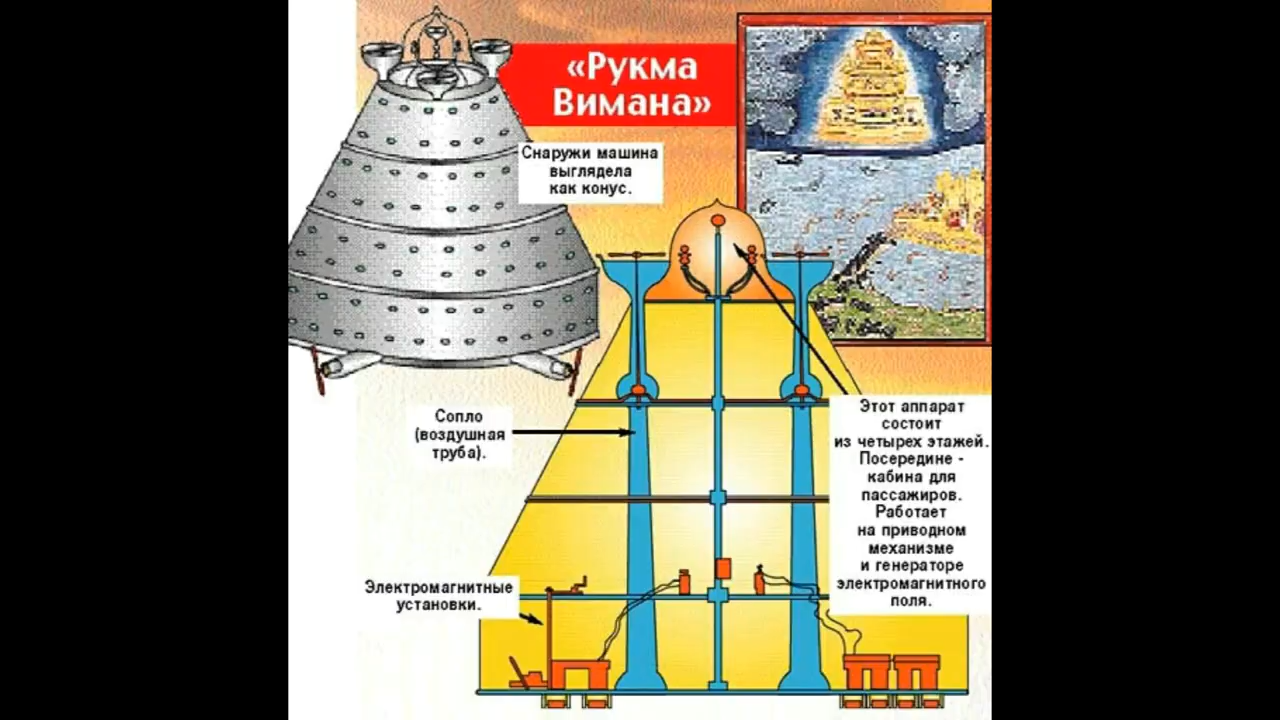 «Рукма
Вимана»
Снаружи машина
выглядела
как конус.
Сопло
(воздушная
труба).
Этот аппарат
состоит
из четырех этажей.
Посередине -
кабина для
пассажиров.
Работает
на приводном
механизме
и генераторе
электромагнитного
поля.
Электромагнитные
установки.